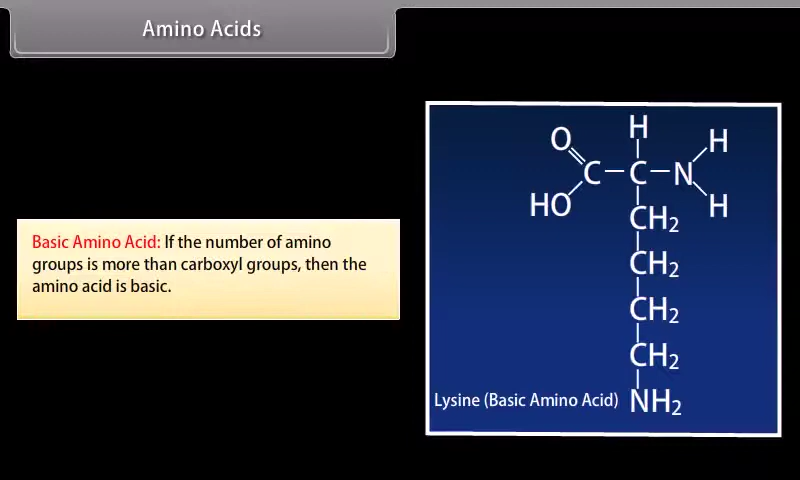 Amino Acids
H
O H
C C N
HO H
CH2
Basic Amino Acid: If the number of amino
groups is more than carboxyl groups, then the
amino acid is basic.
CH2
CH2
CH2
Lysine (Basic Amino Acid) NH2